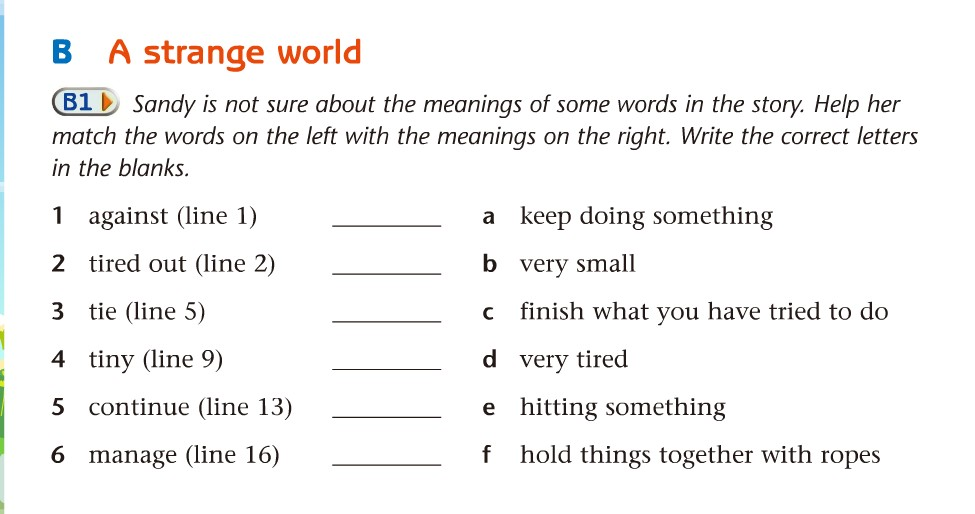 B A strange world
B1 Sandy is not sure about the meanings of some words in the story. Help her
match the words on the left with the meanings on the right. Write the correct letters
in the blanks.
1 against (line 1) ________ a keep doing something
2 tired out (line 2) ________ b very small
3 tie (line 5) ________ c finish what you have tried to do
4 tiny (line 9) ________ d very tired
5 continue (line 13) ________ e hitting something
6 manage (line 16) ________ f hold things together with ropes